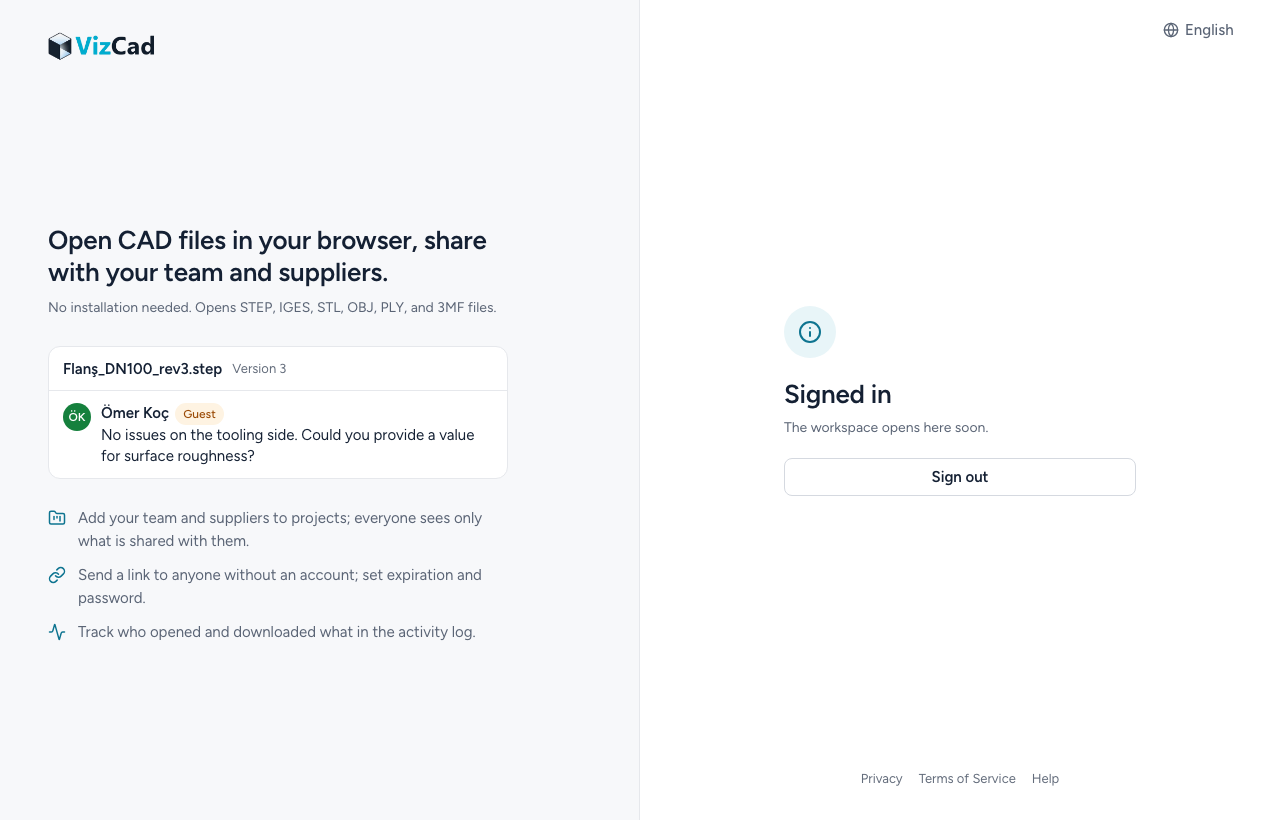 VizCad
English
Open CAD files in your browser, share
with your team and suppliers.
No installation needed. Opens STEP, IGES, STL, OBJ, PLY, and 3MF files.
Flanş_DN100_rev3.step Version 3
ÖK
Ömer Koç Guest
No issues on the tooling side. Could you provide a value
for surface roughness?
Add your team and suppliers to projects; everyone sees only
what is shared with them.
Send a link to anyone without an account; set expiration and
password.
Track who opened and downloaded what in the activity log.
Signed in
The workspace opens here soon.
Sign out
Privacy Terms of Service Help